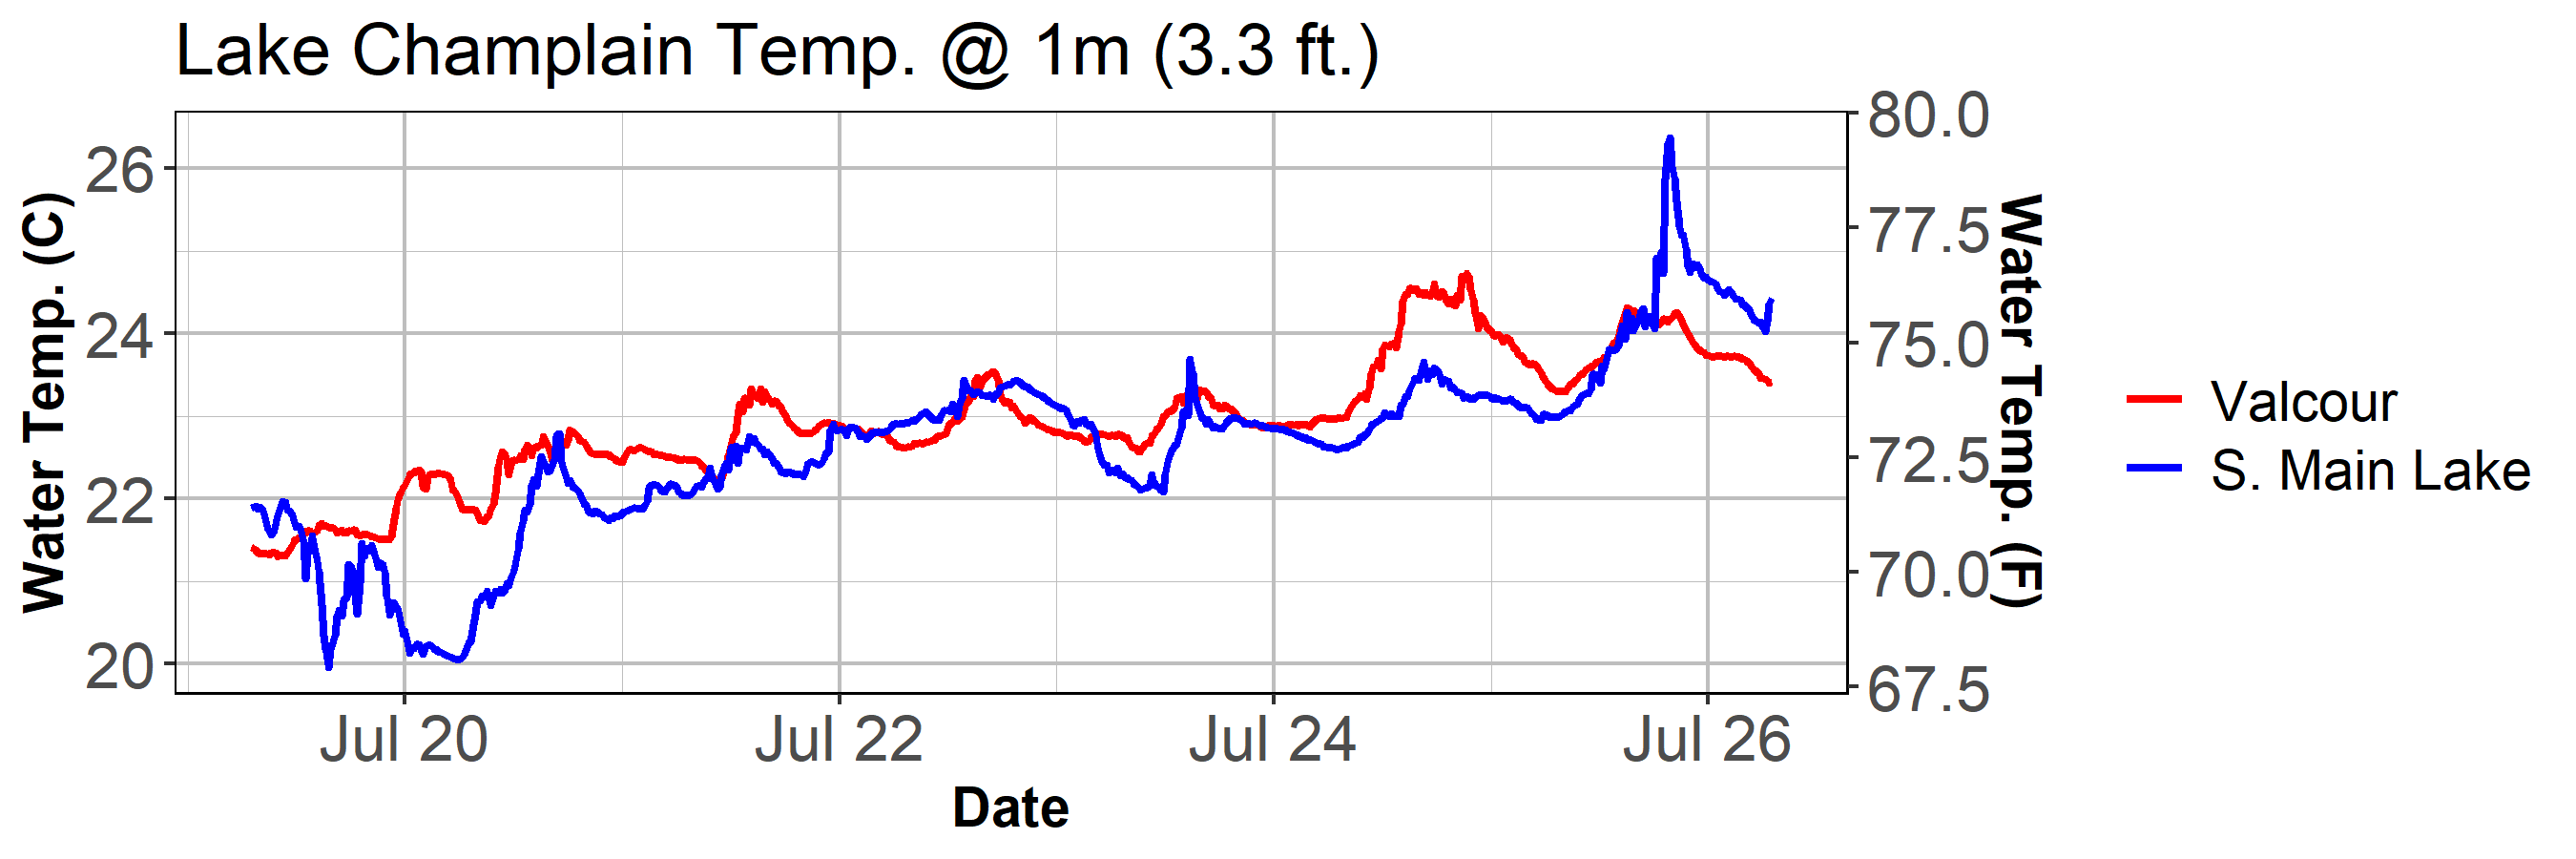 Lake Champlain Temp. @ 1m (3.3 ft.)
Water Temp. (C)
26
24
22
20
80.0
77.5
75.0
72.5
70.0
67.5
Water Temp. (F)
Jul 20
Jul 22
Jul 24
Jul 26
Date
Valcour
S. Main Lake